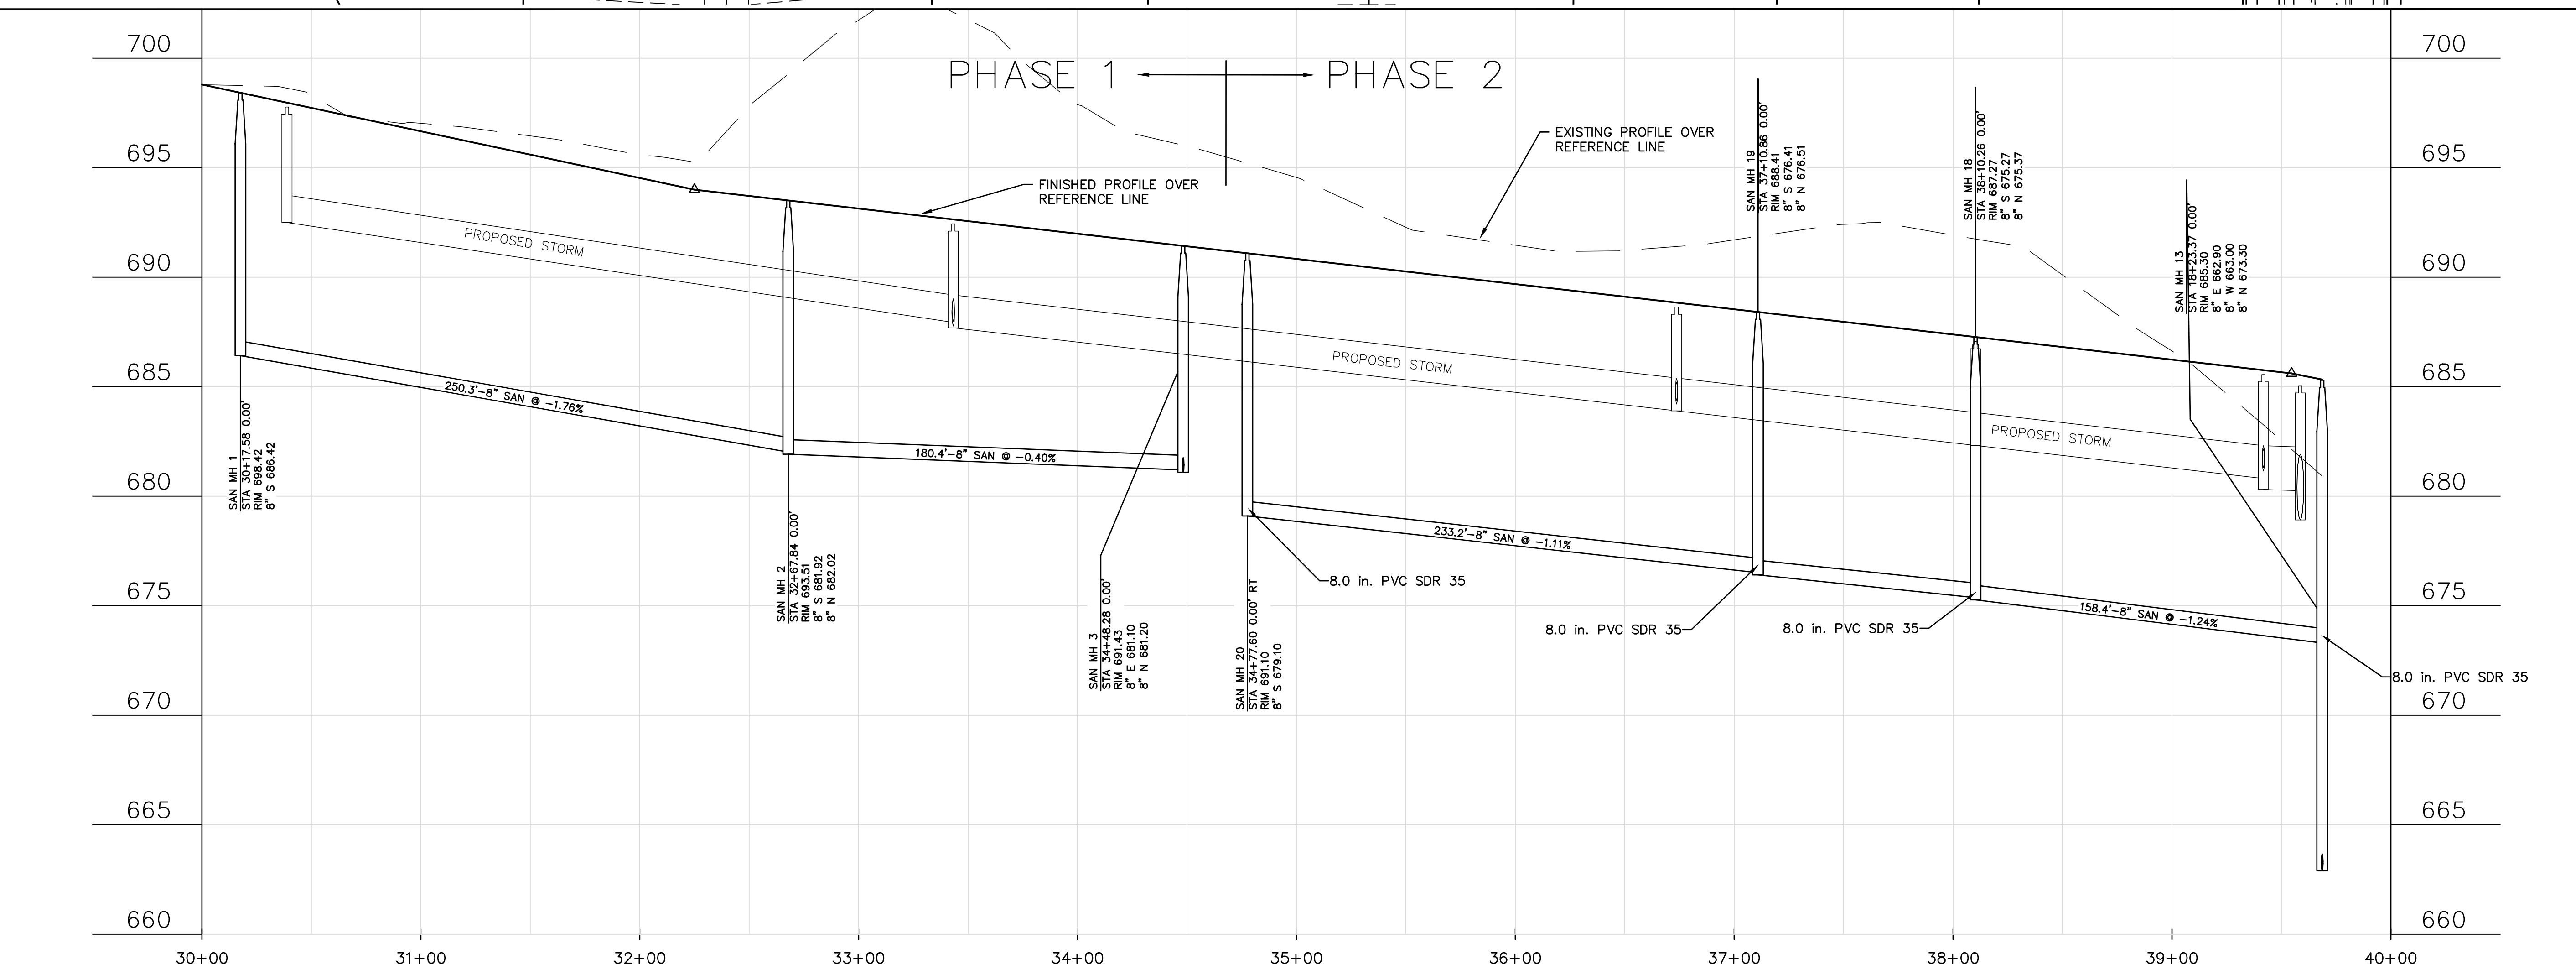 700
695
690
685
680
675
670
665
660
PHASE 1
PHASE 2
EXISTING PROFILE OVER
REFERENCE LINE
FINISHED PROFILE OVER
REFERENCE LINE
PROPOSED STORM
PROPOSED STORM
PROPOSED STORM
250.3'-8" SAN @ -1.76%
180.4'-8" SAN @ -0.40%
233.2'-8" SAN @ -1.11%
158.4'-8" SAN @ -1.24%
SAN MH 1
STA 30+17.58 0.00'
RIM 698.42
8" S 686.42
SAN MH 2
STA 32+67.84 0.00'
RIM 693.51
8" S 681.92
8" N 682.02
SAN MH 3
STA 34+48.28 0.00'
RIM 691.43
8" E 681.10
8" N 681.20
SAN MH 20
STA 34+77.60 0.00' RT
RIM 691.10
8" S 679.10
SAN MH 19
STA 37+10.86 0.00'
RIM 688.41
8" S 676.41
8" N 676.51
SAN MH 18
STA 38+10.26 0.00'
RIM 687.27
8" S 675.27
8" N 675.37
SAN MH 13
STA 18+23.37 0.00'
RIM 685.30
8" E 662.90
8" W 663.00
8" N 673.30
8.0 in. PVC SDR 35
8.0 in. PVC SDR 35
8.0 in. PVC SDR 35
8.0 in. PVC SDR 35
700
695
690
685
680
675
670
665
660
30+00
31+00
32+00
33+00
34+00
35+00
36+00
37+00
38+00
39+00
40+00